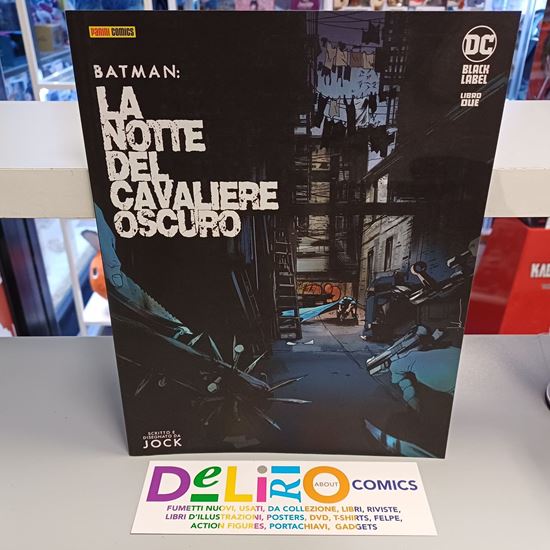 PANINI COMICS
DC
BLACK
LABEL
LIBRO
DUE
BATMAN:
LA
NOTTE
DEL
CAVALIERE
OSCURO
SCRITTO E
DISEGNATO DA
JOCK
DeLiRiO ABOUT COMICS
FUMETTI NUOVI, USATI, DA COLLEZIONE, LIBRI, RIVISTE,
LIBRI D'ILLUSTRAZIONI, POSTERS, DVD, T-SHIRTS, FELPE,
ACTION FIGURES, PORTACHIAVI, GADGETS